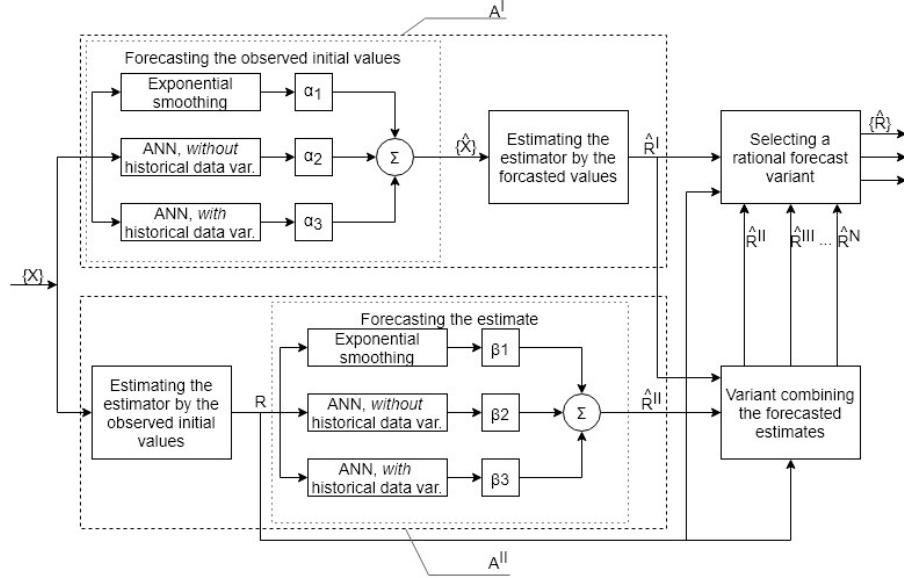 A^I
Forecasting the observed initial values
Exponential
smoothing
α1
ANN, without
historical data var.
α2
Σ
ANN, with
historical data var.
α3
{X̂}
Estimating the
estimator by the
forcasted values
R̂^I
Selecting a
rational forecast
variant
{R̂}
R̂^II
R̂^III ...
R̂^N
{X}
Forecasting the estimate
Estimating the
estimator by the
observed initial
values
R
Exponential
smoothing
β1
ANN, without
historical data var.
β2
Σ
ANN, with
historical data var.
β3
R̂^II
Variant combining
the forecasted
estimates
A^II